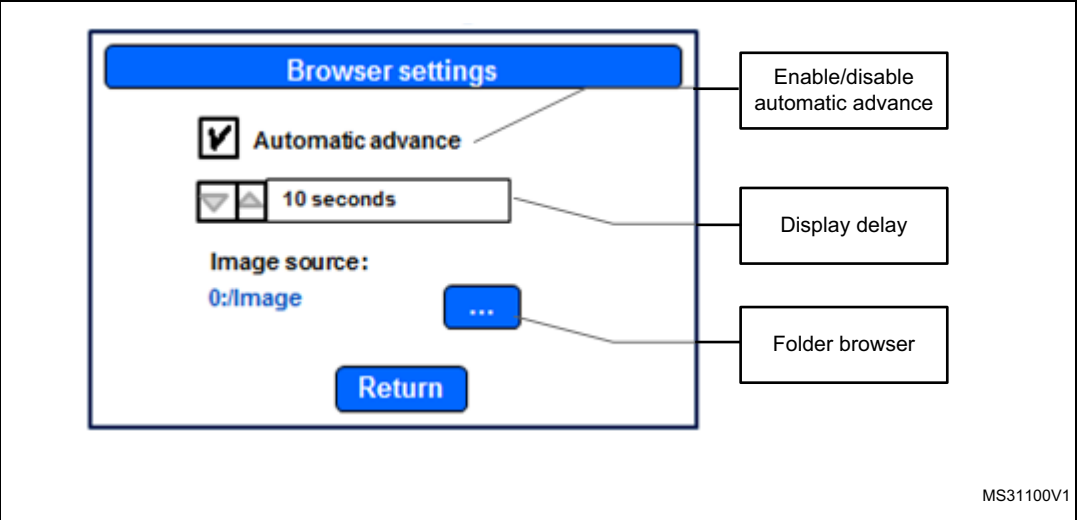 Browser settings
Enable/disable
automatic advance
Automatic advance
10 seconds
Display delay
Image source:
0:/Image
...
Folder browser
Return
MS31100V1